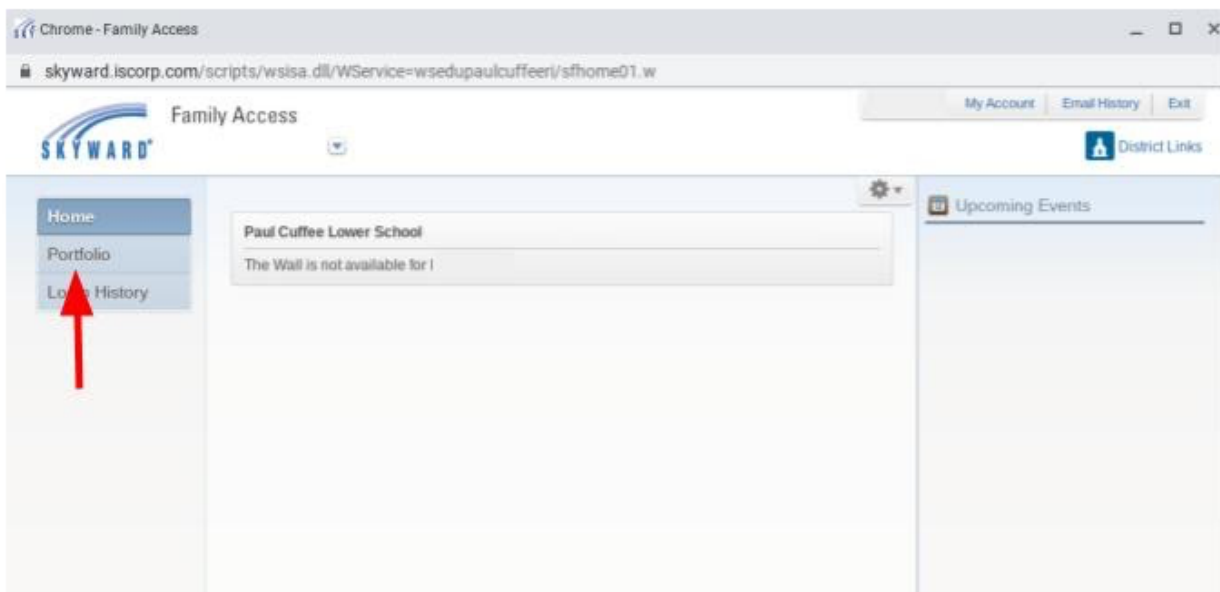 Chrome - Family Access
skyward.iscorp.com/scripts/wsisa.dll/WService=wsedupaulcuffeeri/sfhome01.w
SKYWARD
Family Access
My Account
Email History
Exit
District Links
Home
Portfolio
History
Paul Cuffee Lower School
The Wall is not available for
Upcoming Events